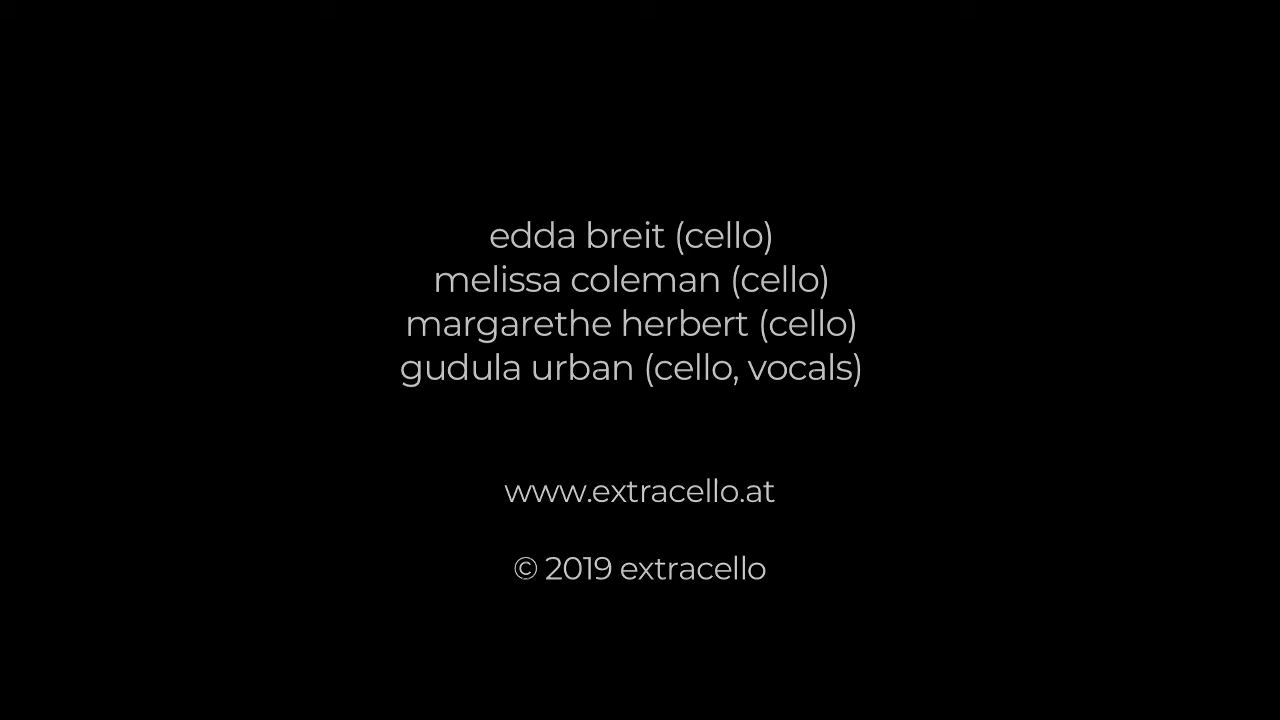 edda breit (cello)
melissa coleman (cello)
margarethe herbert (cello)
gudula urban (cello, vocals)
www.extracello.at
© 2019 extracello